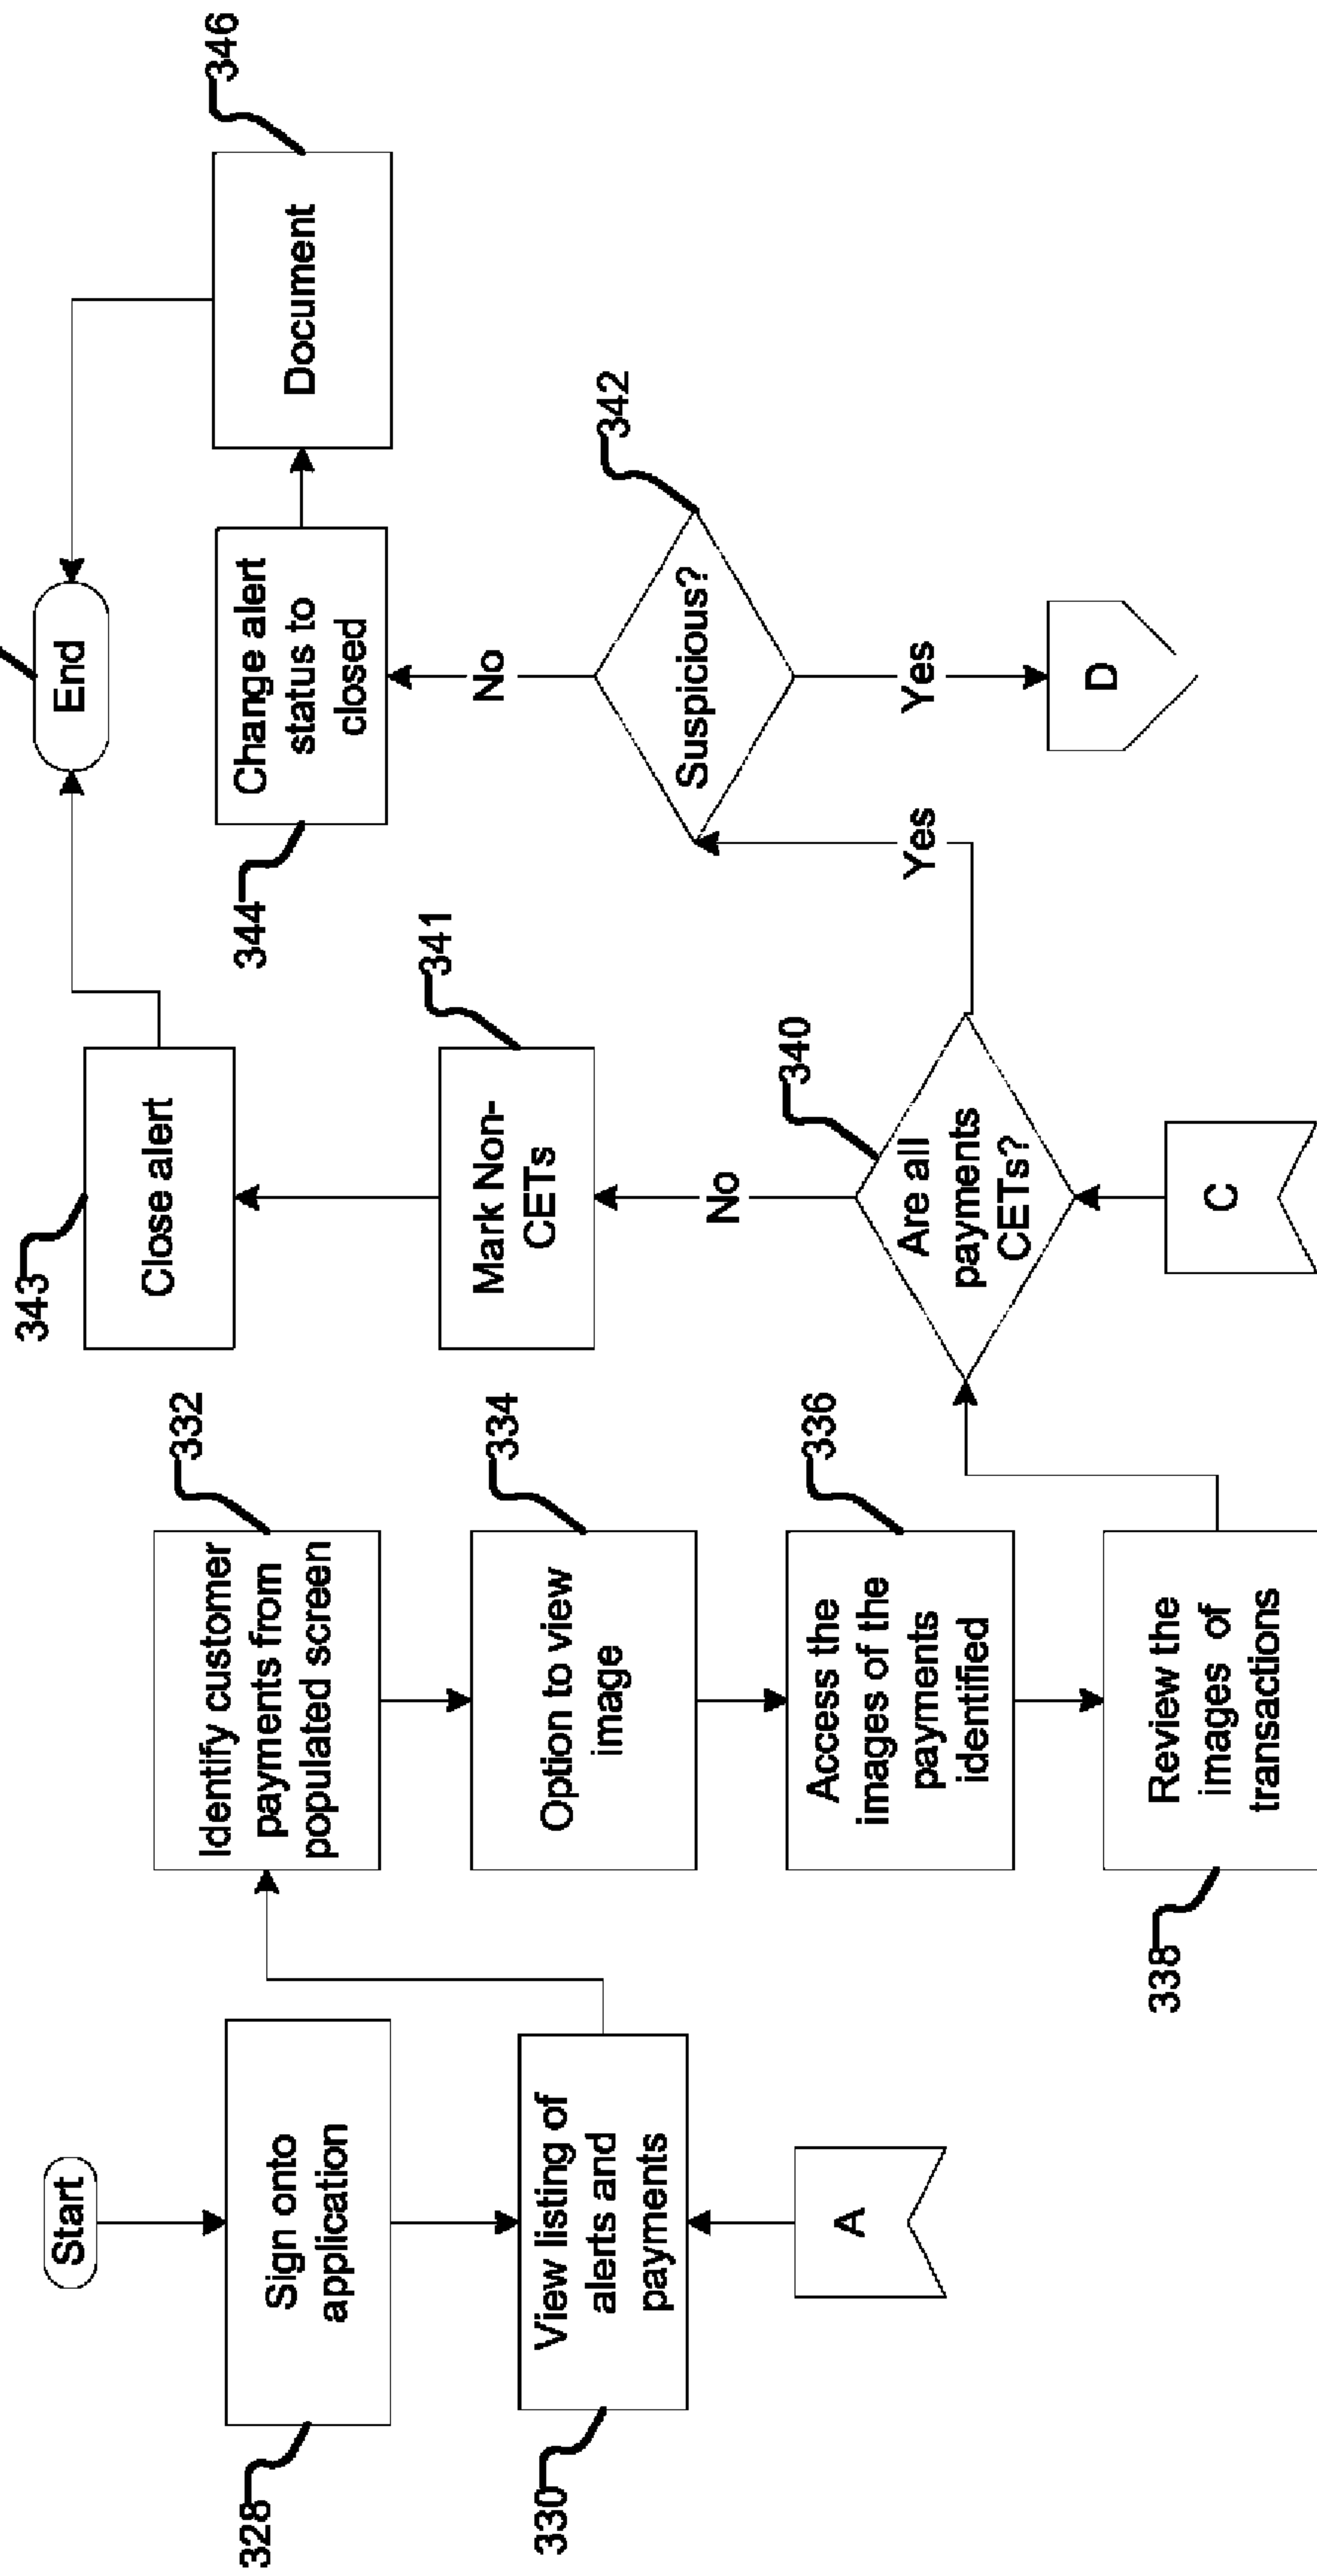 Start
Sign onto
application
328
View listing of
alerts and
payments
330
A
Identify customer
payments from
populated screen
332
Option to view
image
334
Access the
images of the
payments
identified
336
Review the
images of
transactions
338
Close alert
343
Mark Non-
CETs
341
No
Are all
payments
CETs?
340
C
Yes
End
Change alert
status to
closed
344
Document
346
No
Suspicious?
342
Yes
D